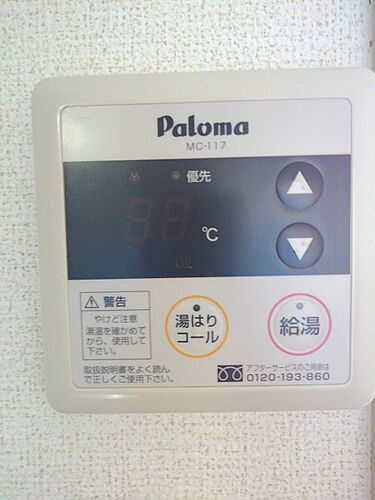 Paloma
MC-117
優先
88
℃
警告
やけど注意
湯温を確かめて
から、使用して
下さい。
湯はり
コール
給湯
取扱説明書をよく読ん
で正しくご使用下さい。
アフターサービスのご用命は
0120-193-860